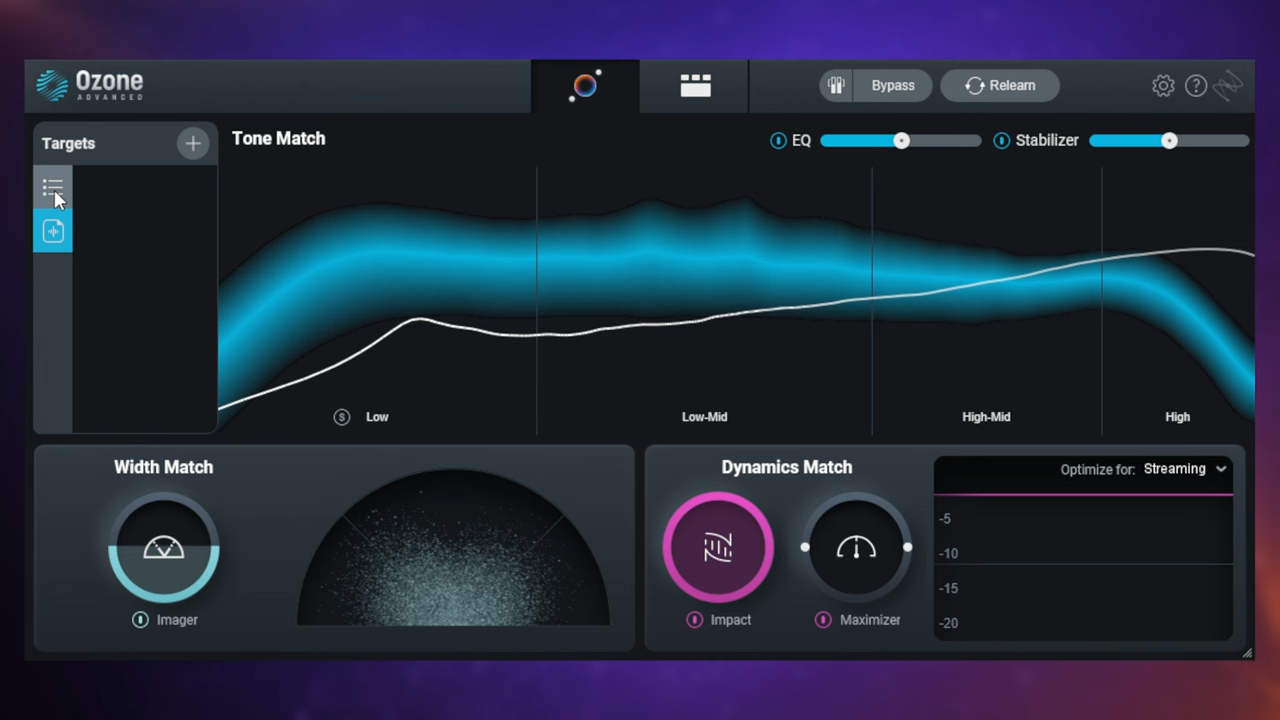 Ozone
ADVANCED
Bypass
Relearn
?
Targets
+
Tone Match
EQ
Stabilizer
S
Low
Low-Mid
High-Mid
High
Width Match
Imager
Dynamics Match
Impact
Maximizer
Optimize for: Streaming
-5
-10
-15
-20